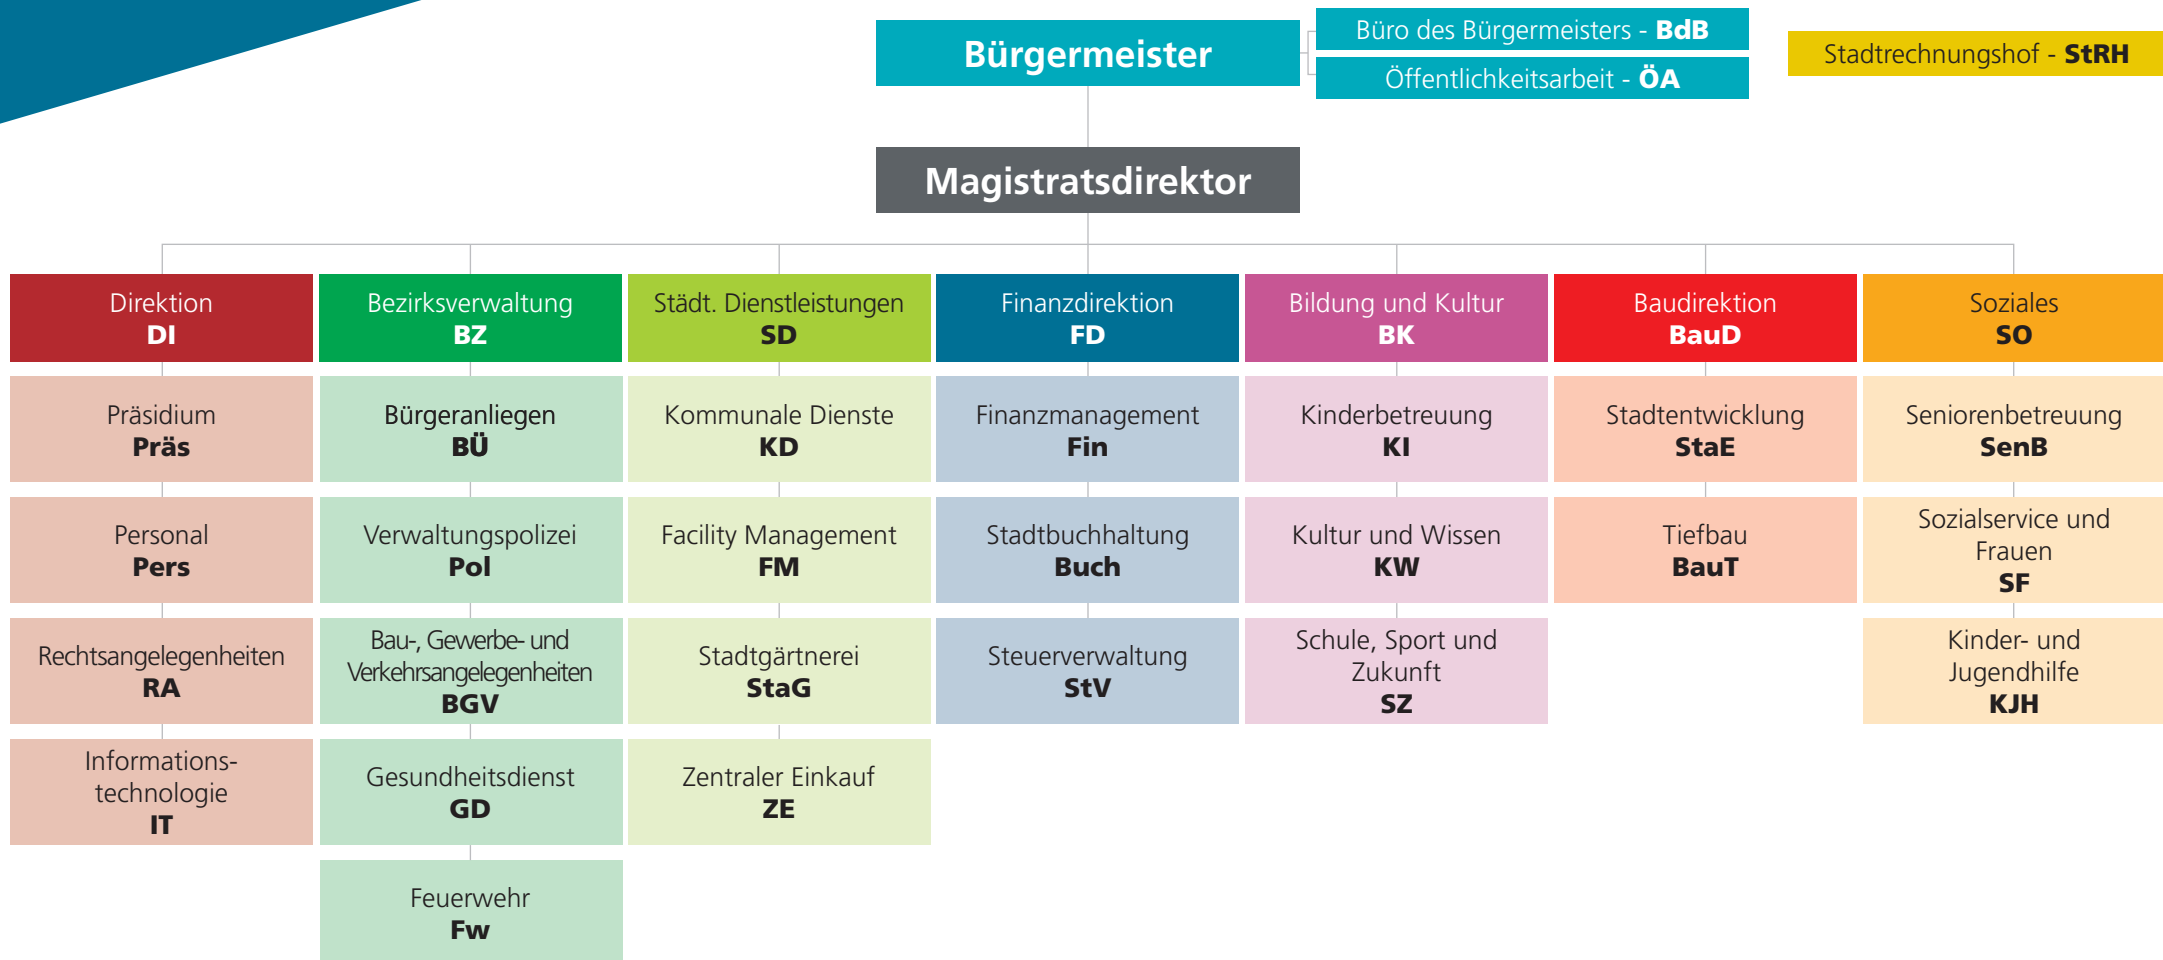 Bürgermeister
Büro des Bürgermeisters - BdB
Öffentlichkeitsarbeit - ÖA
Stadtrechnungshof - StRH
Magistratsdirektor
Direktion
DI
Präsidium
Präs
Personal
Pers
Rechtsangelegenheiten
RA
Informations-
technologie
IT
Bezirksverwaltung
BZ
Bürgeranliegen
BÜ
Verwaltungspolizei
Pol
Bau-, Gewerbe- und
Verkehrsangelegenheiten
BGV
Gesundheitsdienst
GD
Feuerwehr
Fw
Städt. Dienstleistungen
SD
Kommunale Dienste
KD
Facility Management
FM
Stadtgärtnerei
StaG
Zentraler Einkauf
ZE
Finanzdirektion
FD
Finanzmanagement
Fin
Stadtbuchhaltung
Buch
Steuerverwaltung
StV
Bildung und Kultur
BK
Kinderbetreuung
KI
Kultur und Wissen
KW
Schule, Sport und
Zukunft
SZ
Baudirektion
BauD
Stadtentwicklung
StaE
Tiefbau
BauT
Soziales
SO
Seniorenbetreuung
SenB
Sozialservice und
Frauen
SF
Kinder- und
Jugendhilfe
KJH